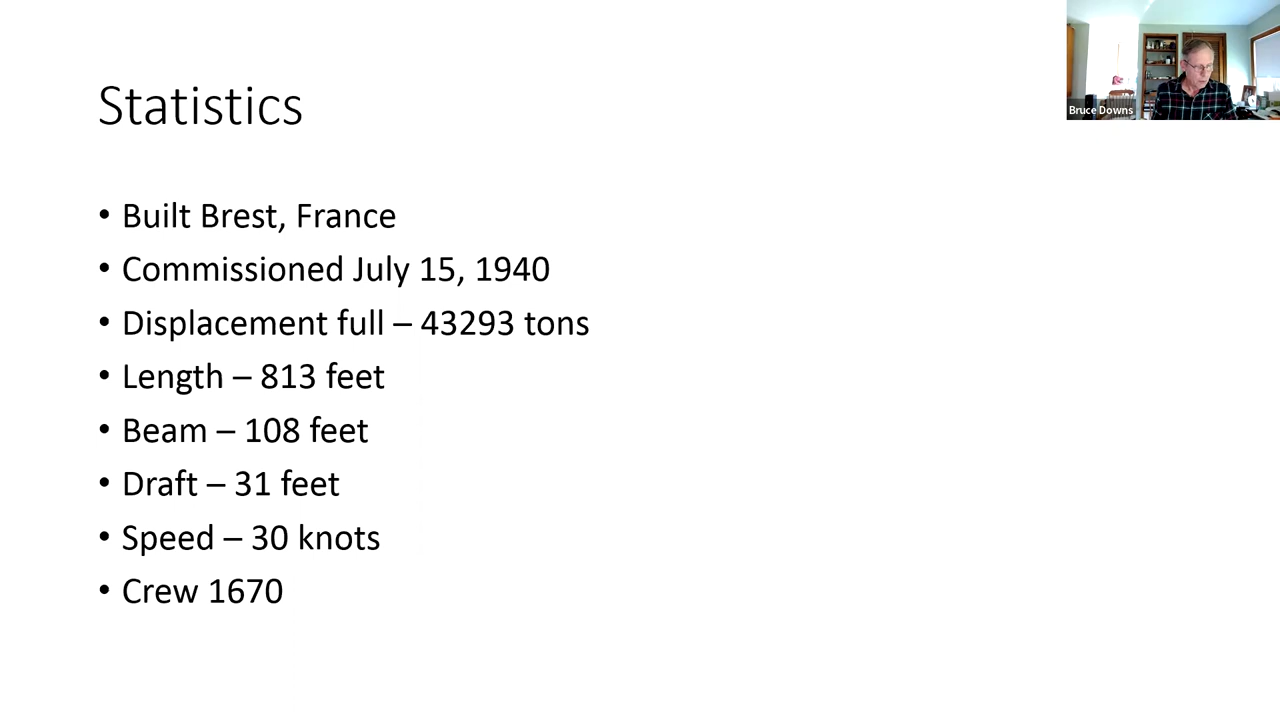 Statistics
Bruce Downs
• Built Brest, France
• Commissioned July 15, 1940
• Displacement full – 43293 tons
• Length – 813 feet
• Beam – 108 feet
• Draft – 31 feet
• Speed – 30 knots
• Crew 1670